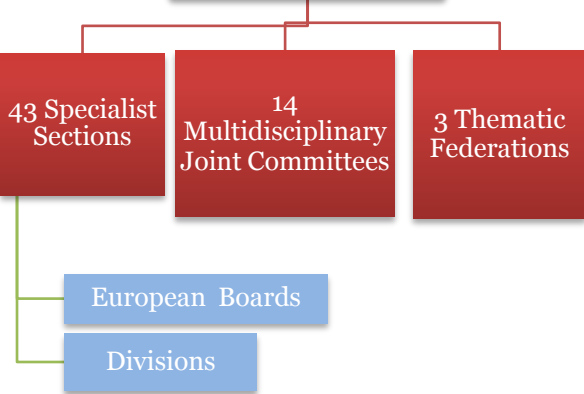 43 Specialist
Sections
14
Multidisciplinary
Joint Committees
3 Thematic
Federations
European Boards
Divisions